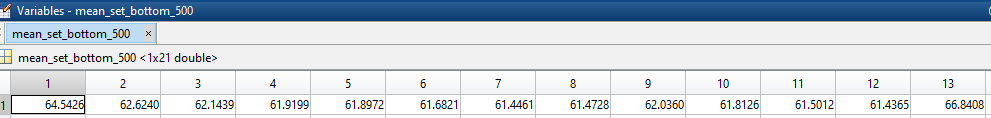 Variables - mean_set_bottom_500
mean_set_bottom_500 ×
mean_set_bottom_500 <1x21 double>
1 2 3 4 5 6 7 8 9 10 11 12 13
1 64.5426 62.6240 62.1439 61.9199 61.8972 61.6821 61.4461 61.4728 62.0360 61.8126 61.5012 61.4365 66.8408